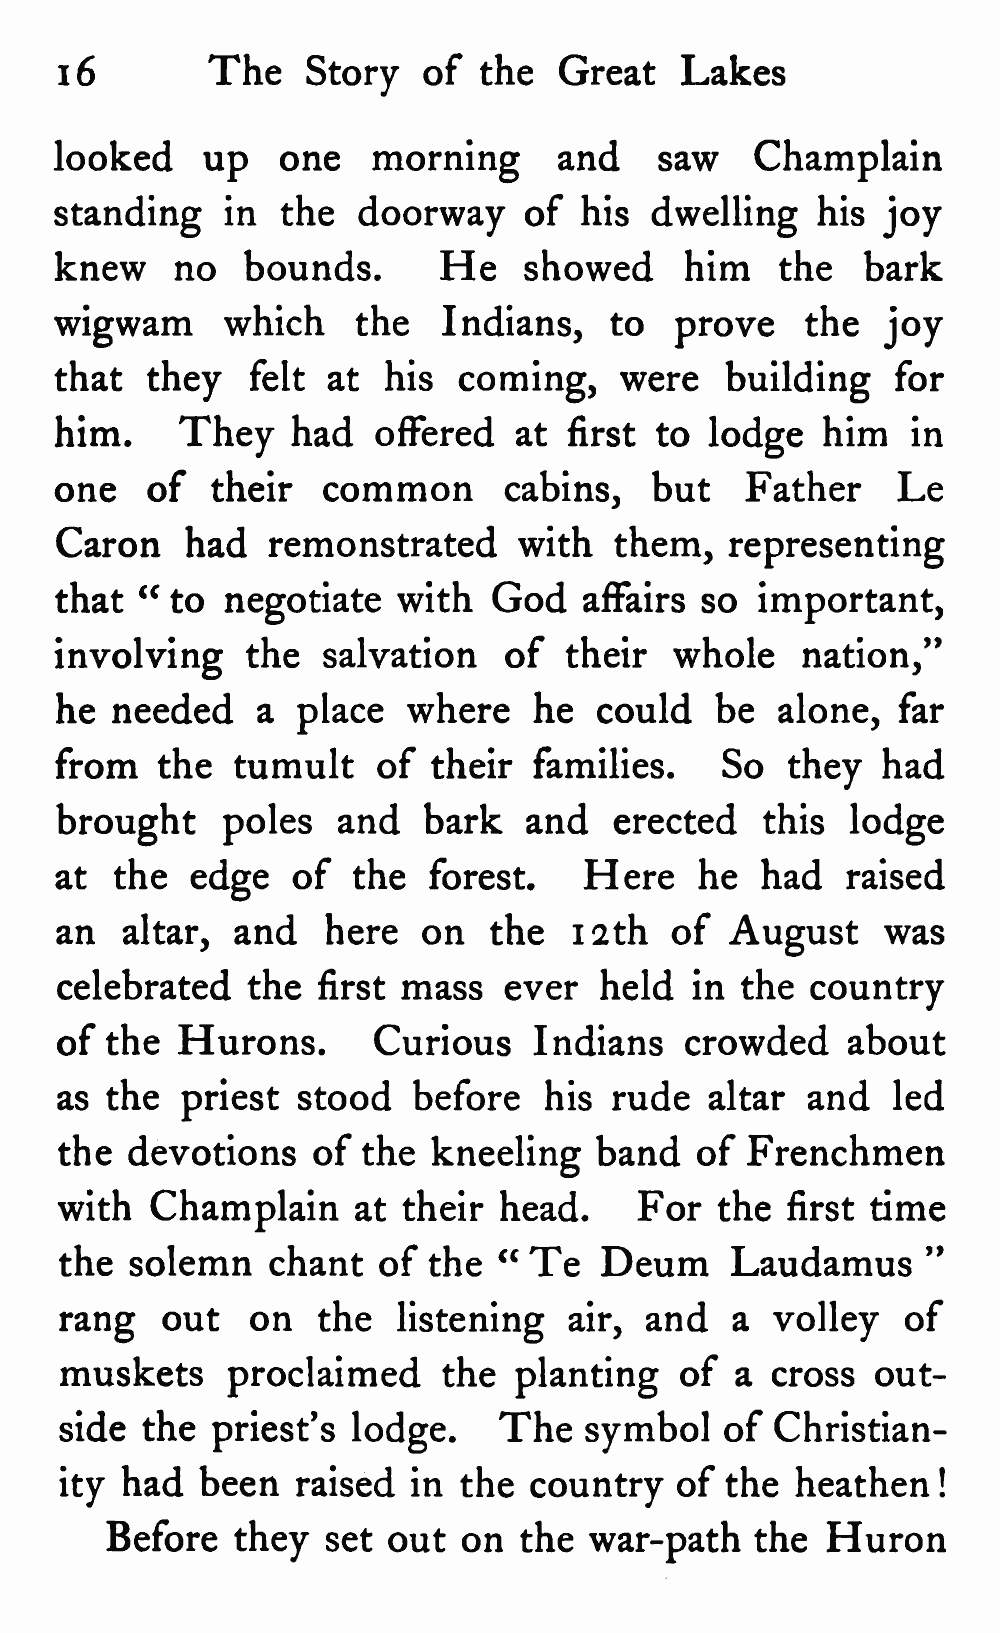 16 The Story of the Great Lakes
looked up one morning and saw Champlain
standing in the doorway of his dwelling his joy
knew no bounds. He showed him the bark
wigwam which the Indians, to prove the joy
that they felt at his coming, were building for
him. They had offered at first to lodge him in
one of their common cabins, but Father Le
Caron had remonstrated with them, representing
that “ to negotiate with God affairs so important,
involving the salvation of their whole nation,”
he needed a place where he could be alone, far
from the tumult of their families. So they had
brought poles and bark and erected this lodge
at the edge of the forest. Here he had raised
an altar, and here on the 12th of August was
celebrated the first mass ever held in the country
of the Hurons. Curious Indians crowded about
as the priest stood before his rude altar and led
the devotions of the kneeling band of Frenchmen
with Champlain at their head. For the first time
the solemn chant of the “ Te Deum Laudamus ”
rang out on the listening air, and a volley of
muskets proclaimed the planting of a cross out-
side the priest’s lodge. The symbol of Christian-
ity had been raised in the country of the heathen!
Before they set out on the war-path the Huron